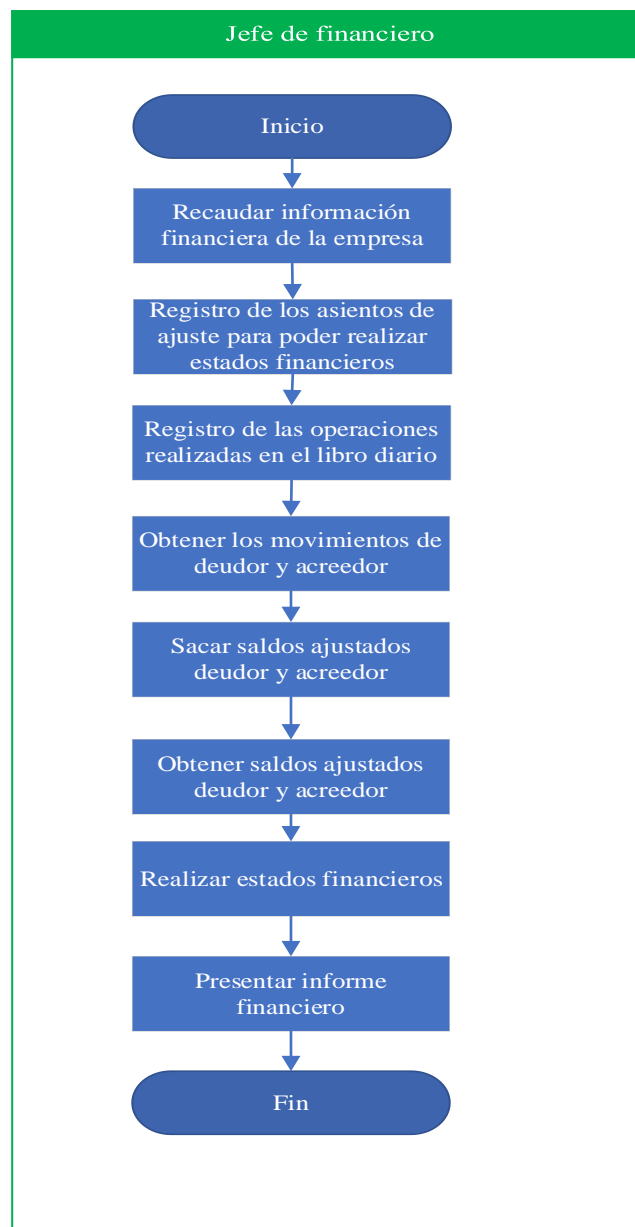 Jefe de financiero
Inicio
Recaudar información
financiera de la empresa
Registro de los asientos de
ajuste para poder realizar
estados financieros
Registro de las operaciones
realizadas en el libro diario
Obtener los movimientos de
deudor y acreedor
Sacar saldos ajustados
deudor y acreedor
Obtener saldos ajustados
deudor y acreedor
Realizar estados financieros
Presentar informe
financiero
Fin